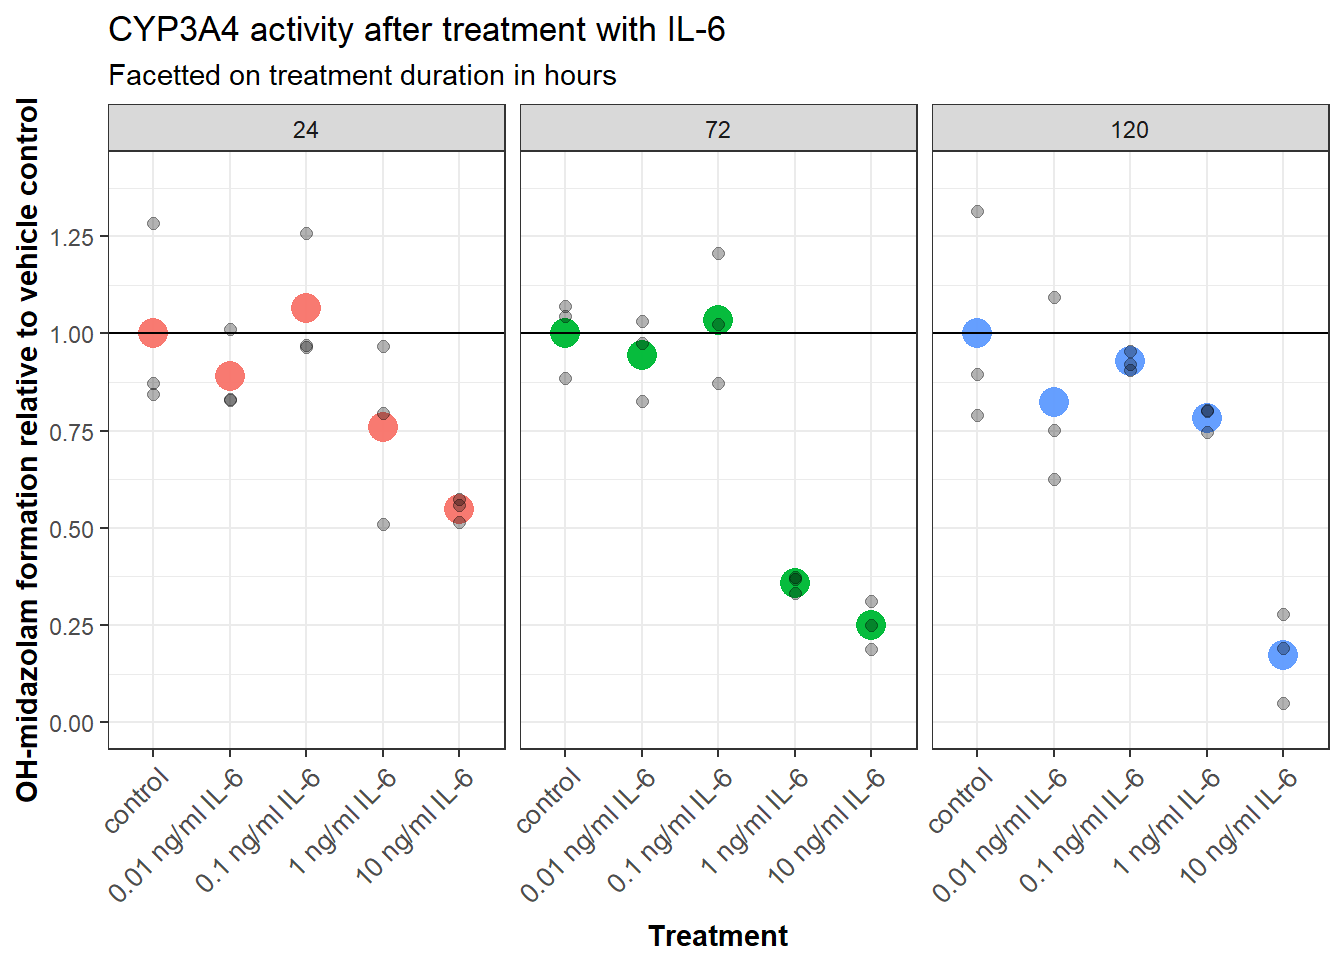 CYP3A4 activity after treatment with IL-6
Facetted on treatment duration in hours
OH-midazolam formation relative to vehicle control
24
72
120
1.25
1.00
0.75
0.50
0.25
0.00
control
0.01 ng/ml IL-6
0.1 ng/ml IL-6
1 ng/ml IL-6
10 ng/ml IL-6
control
0.01 ng/ml IL-6
0.1 ng/ml IL-6
1 ng/ml IL-6
10 ng/ml IL-6
control
0.01 ng/ml IL-6
0.1 ng/ml IL-6
1 ng/ml IL-6
10 ng/ml IL-6
Treatment